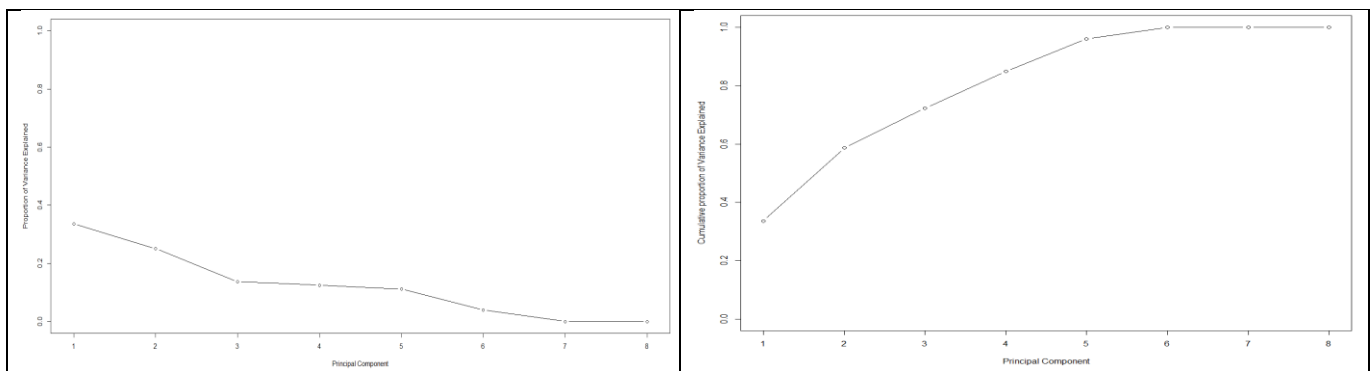 1.0
0.8
0.6
0.4
0.2
0.0
Proportion of Variance Explained
1 2 3 4 5 6 7 8
Principal Component
1.0
0.8
0.6
0.4
0.2
0.0
Cumulative proportion of Variance Explained
1 2 3 4 5 6 7 8
Principal Component